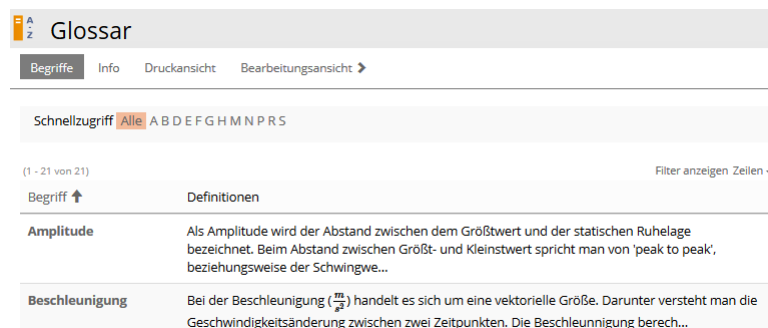 A-Z Glossar
Begriffe Info Druckansicht Bearbeitungsansicht
Schnellzugriff Alle A B D E F G H M N P R S
(1 - 21 von 21) Filter anzeigen Zeilen
Begriff Definitionen
Amplitude Als Amplitude wird der Abstand zwischen dem Größtwert und der statischen Ruhelage
bezeichnet. Beim Abstand zwischen Größt- und Kleinstwert spricht man von 'peak to peak',
beziehungsweise der Schwingwe...
Beschleunigung Bei der Beschleunigung (m/s²) handelt es sich um eine vektorielle Größe. Darunter versteht man die
Geschwindigkeitsänderung zwischen zwei Zeitpunkten. Die Beschleunnigung berech...